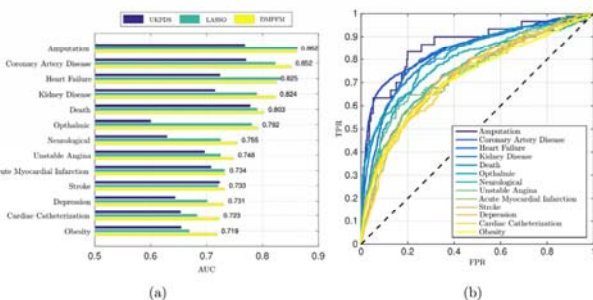 UKPDS LASSO DMPFM
Amputation 0.862
Coronary Artery Disease 0.852
Heart Failure 0.825
Kidney Disease 0.824
Death 0.803
Opthalmic 0.792
Neurological 0.755
Unstable Angina 0.748
cute Myocardial Infarction 0.734
Stroke 0.733
Depression 0.731
Cardiac Catheterization 0.723
Obesity 0.719
0.5 0.6 0.7 0.8 0.9
AUC
(a)
1
0.9
0.8
0.7
0.6
0.5
0.4
0.3
0.2
0.1
0
TPR
Amputation
Coronary Artery Disease
Heart Failure
Kidney Disease
Death
Opthalmic
Neurological
Unstable Angina
Acute Myocardial Infarction
Stroke
Depression
Cardiac Catheterization
Obesity
0 0.2 0.4 0.6 0.8 1
FPR
(b)